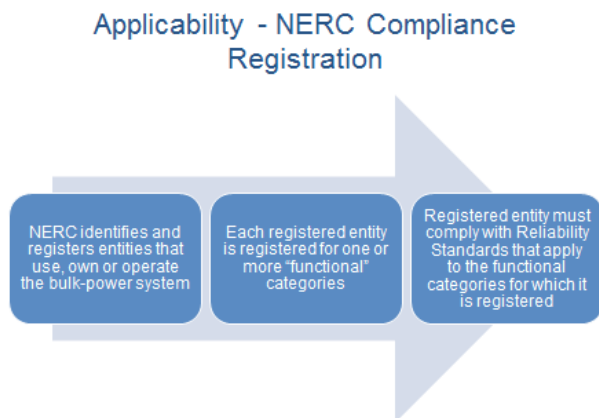 Applicability - NERC Compliance
Registration
NERC identifies and
registers entities that
use, own or operate
the bulk-power system
Each registered entity
is registered for one or
more “functional”
categories
Registered entity must
comply with Reliability
Standards that apply
to the functional
categories for which it
is registered